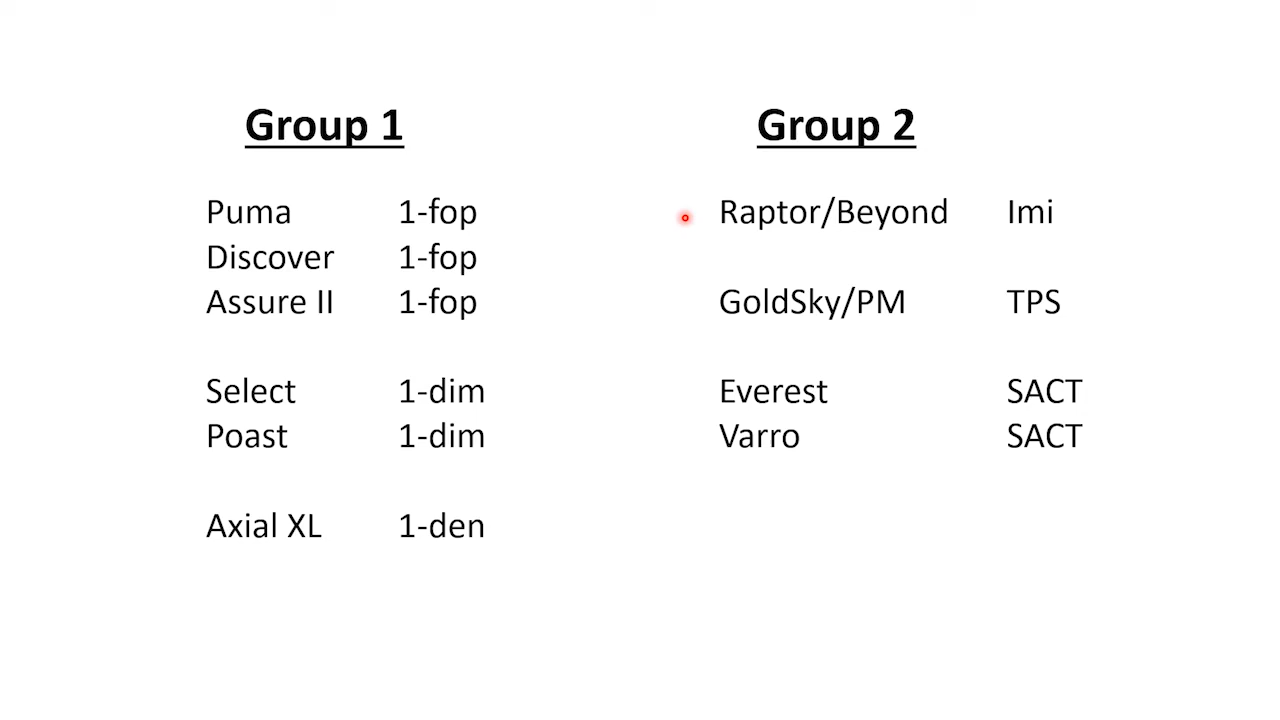 Group 1
Puma 1-fop
Discover 1-fop
Assure II 1-fop
Select 1-dim
Poast 1-dim
Axial XL 1-den
Group 2
Raptor/Beyond Imi
GoldSky/PM TPS
Everest SACT
Varro SACT